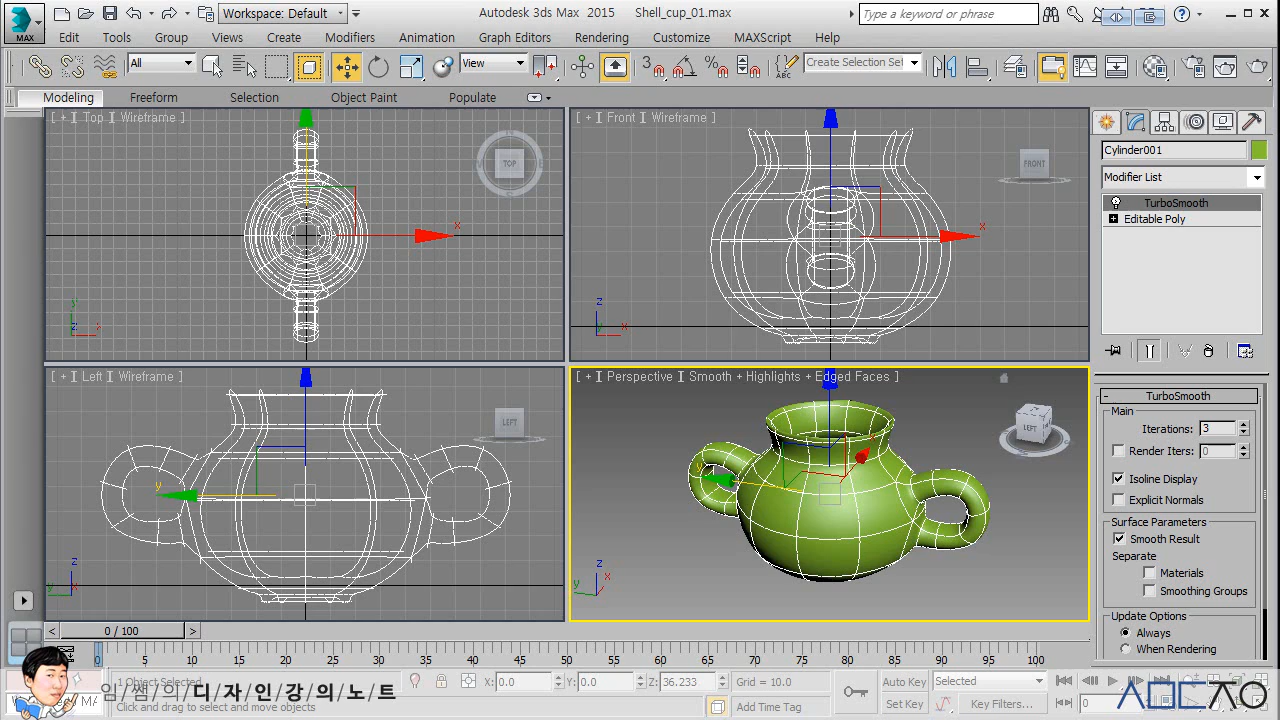 Workspace: Default
Autodesk 3ds Max 2015 Shell_cup_01.max
Type a keyword or phrase
MAX
Edit Tools Group Views Create Modifiers Animation Graph Editors Rendering Customize MAXScript Help
All View Create Selection Set
Modeling Freeform Selection Object Paint Populate
[ + ] Top ] Wireframe ]
TOP
[ + ] Front ] Wireframe ]
FRONT
Cylinder001
Modifier List
TurboSmooth
Editable Poly
[ + ] Left ] Wireframe ]
LEFT
[ + ] Perspective ] Smooth + Highlights + Edged Faces ]
LEFT
TurboSmooth
Main
Iterations: 3
Render Iters: 0
Isoline Display
Explicit Normals
Surface Parameters
Smooth Result
Separate
Materials
Smoothing Groups
Update Options
Always
When Rendering
< 0 / 100 >
0 5 10 15 20 25 30 35 40 45 50 55 60 65 70 75 80 85 90 95 100
1 Object Selected
X: 0.0 Y: 0.0 Z: 36.233 Grid = 10.0
Auto Key Selected
임/쌤/의/디/자/인/강/의/노/트
Click and drag to select and move objects
Add Time Tag
Set Key Key Filters... 0